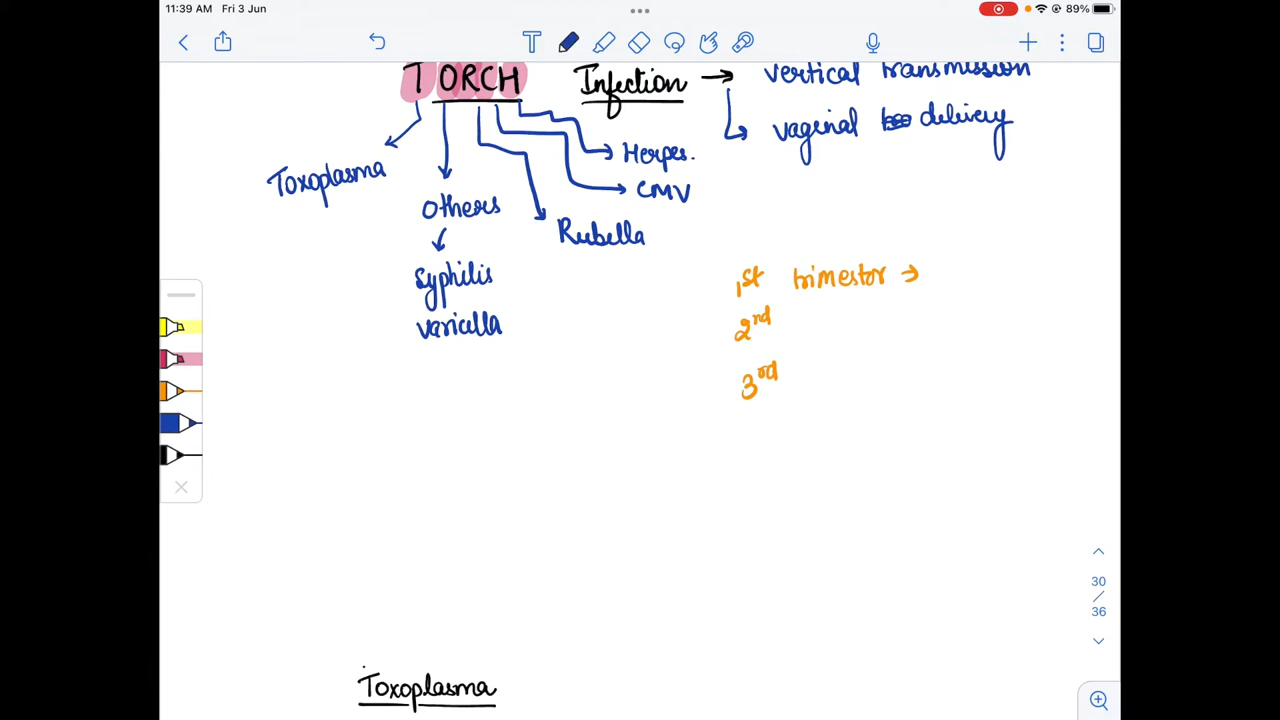 11:39 AM Fri 3 Jun
89%
T
TORCH Infection → vertical transmission
vaginal delivery
Herpes.
Toxoplasma
CMV
Others
Rubella
Syphilis
1st trimestor →
varicella
2nd
3rd
30
36
Toxoplasma